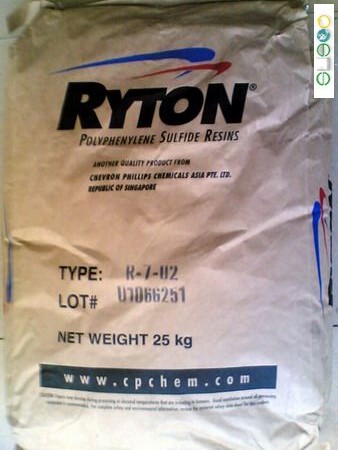 RYTON®
POLYPHENYLENE SULFIDE RESINS
ANOTHER QUALITY PRODUCT FROM
CHEVRON PHILLIPS CHEMICALS ASIA PTE. LTD.
REPUBLIC OF SINGAPORE
TYPE: R-7-02
LOT# 01066251
NET WEIGHT 25 kg
www.cpchem.com